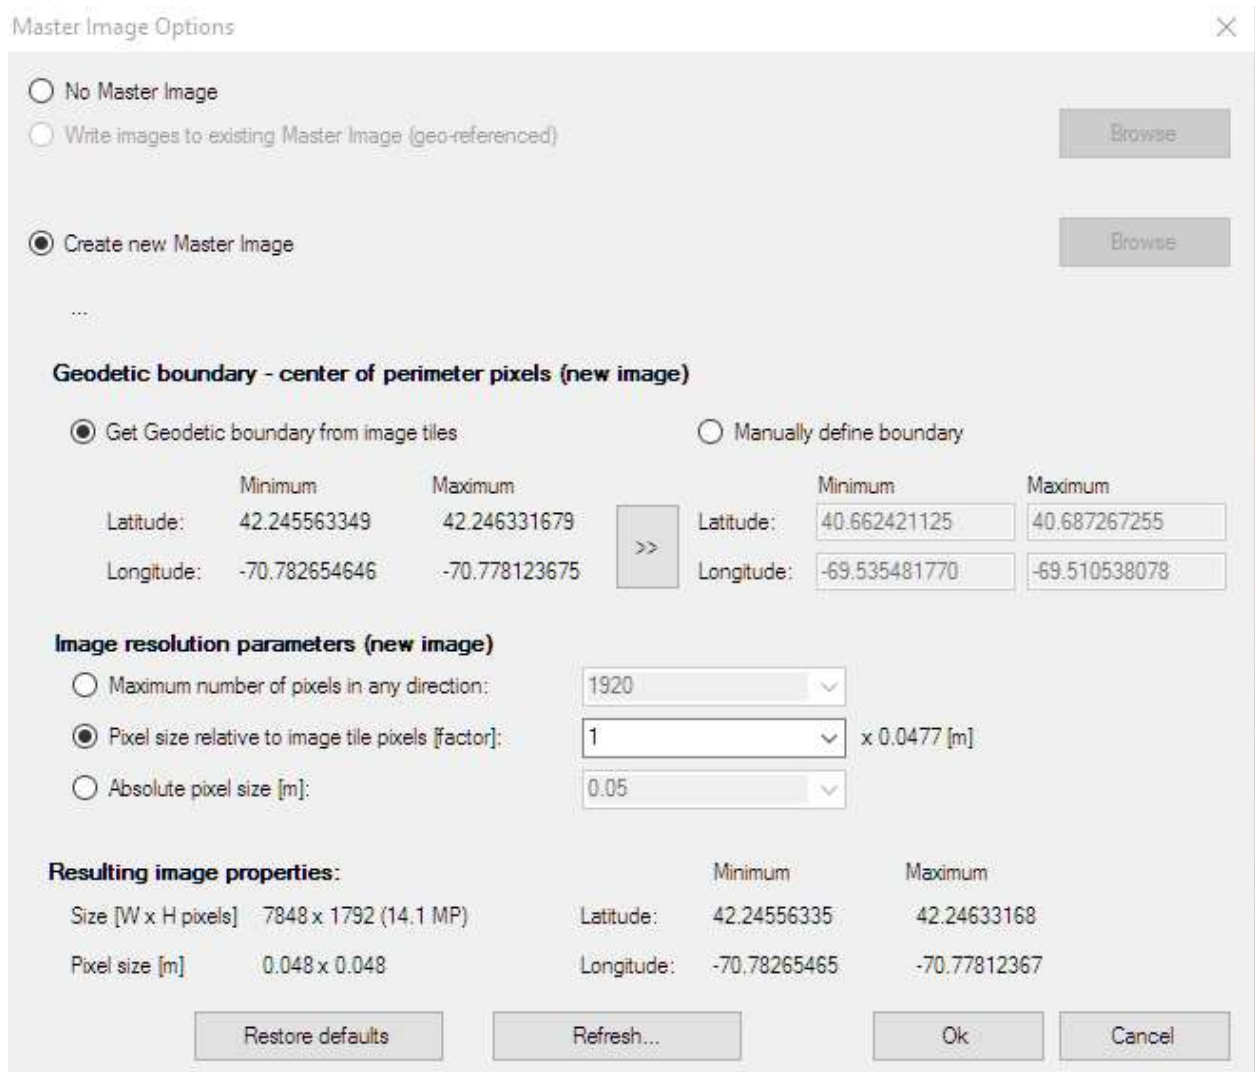 Master Image Options
No Master Image
Write images to existing Master Image (geo-referenced)
Browse
Create new Master Image
Browse
...
Geodetic boundary - center of perimeter pixels (new image)
Get Geodetic boundary from image tiles
Manually define boundary
Minimum Maximum
Minimum Maximum
Latitude: 42.245563349 42.246331679
>>
Latitude: 40.662421125 40.687267255
Longitude: -70.782654646 -70.778123675
Longitude: -69.535481770 -69.510538078
Image resolution parameters (new image)
Maximum number of pixels in any direction: 1920
Pixel size relative to image tile pixels [factor]: 1 x 0.0477 [m]
Absolute pixel size [m]: 0.05
Resulting image properties: Minimum Maximum
Size [W x H pixels] 7848 x 1792 (14.1 MP) Latitude: 42.24556335 42.24633168
Pixel size [m] 0.048 x 0.048 Longitude: -70.78265465 -70.77812367
Restore defaults Refresh... Ok Cancel